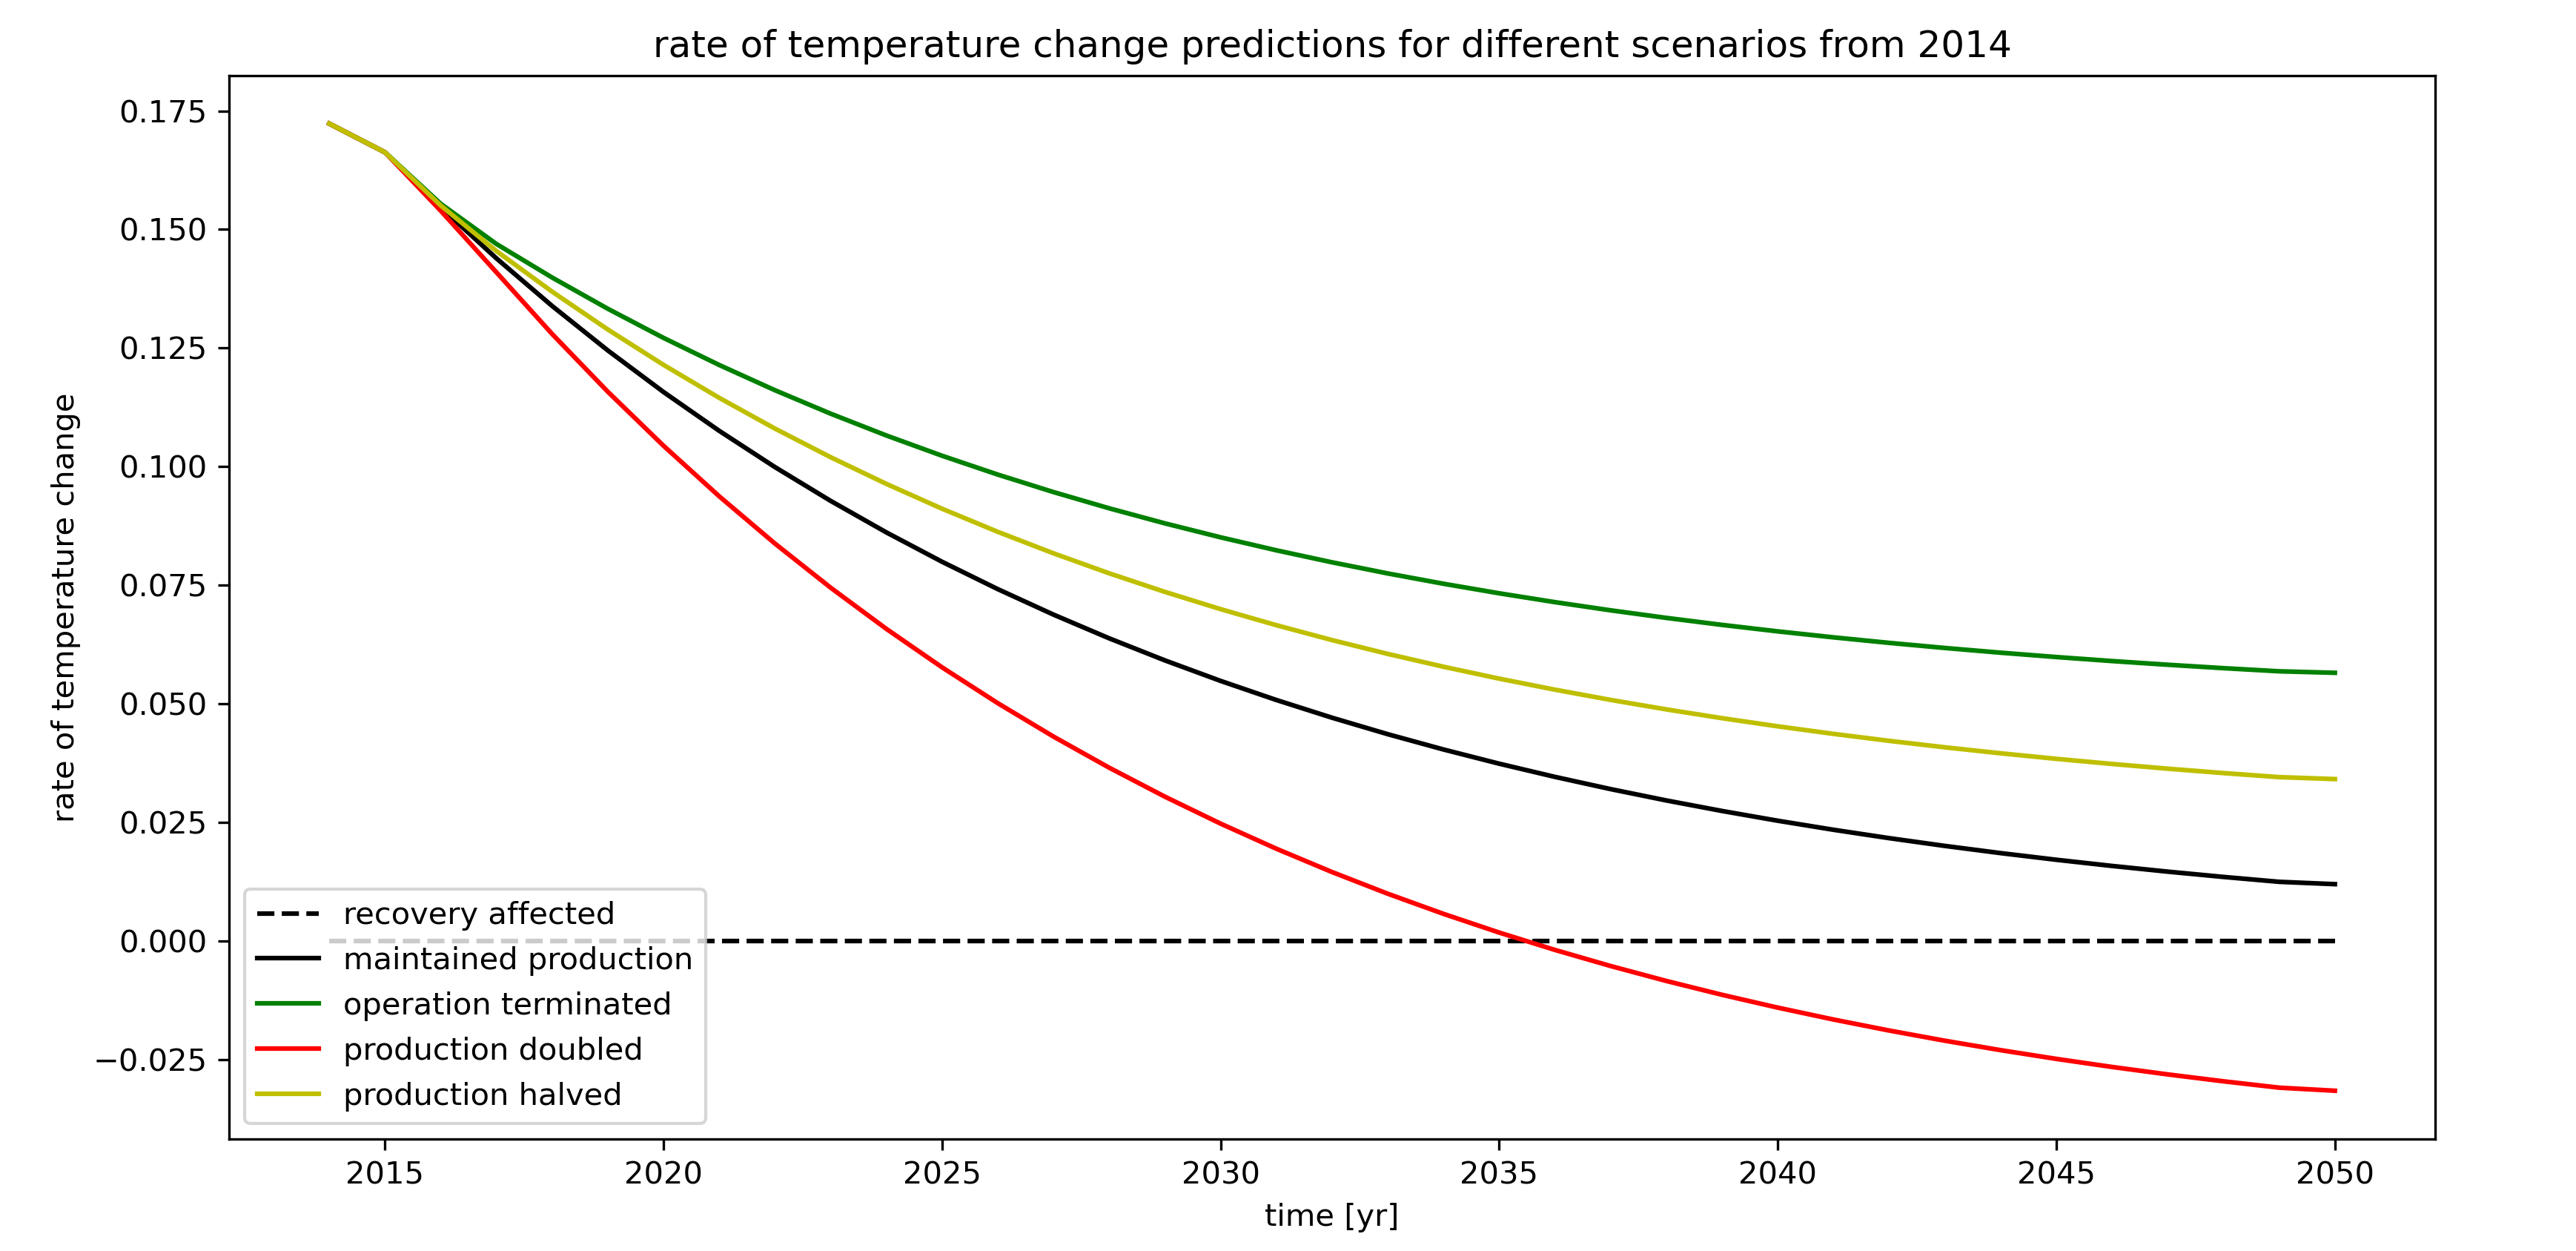 rate of temperature change predictions for different scenarios from 2014
rate of temperature change
0.175
0.150
0.125
0.100
0.075
0.050
0.025
0.000
−0.025
recovery affected
maintained production
operation terminated
production doubled
production halved
2015 2020 2025 2030 2035 2040 2045 2050
time [yr]